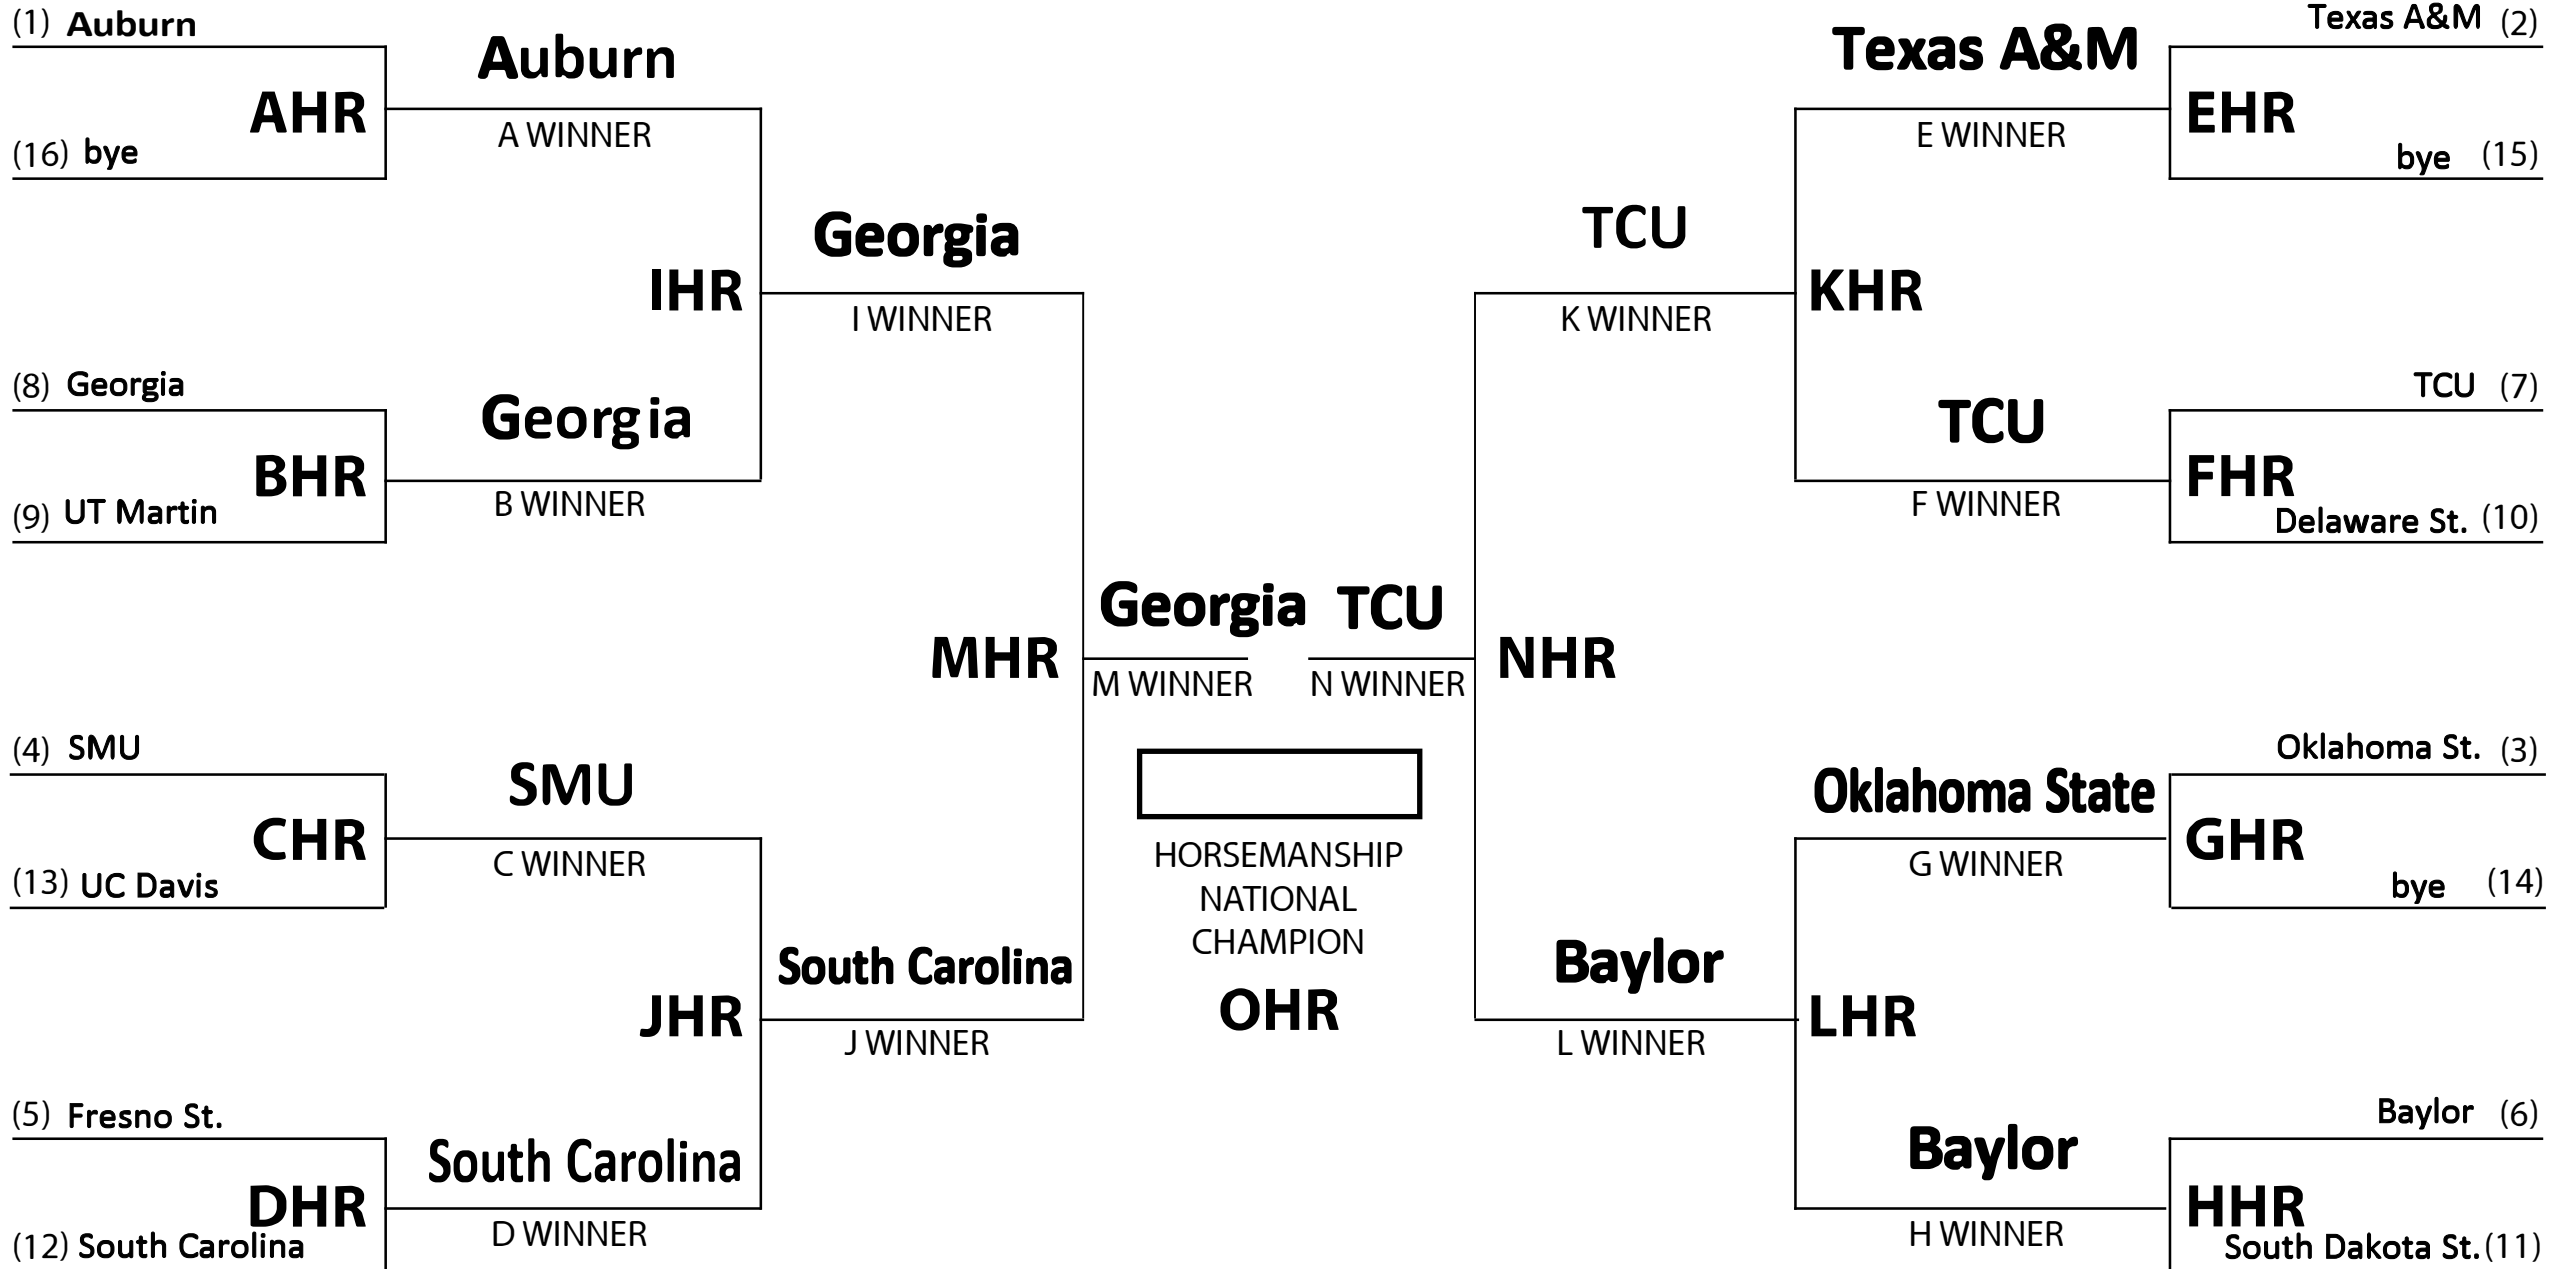 (1) Auburn
Auburn
AHR
A WINNER
(16) bye
Georgia
IHR
I WINNER
(8) Georgia
Georgia
BHR
B WINNER
(9) UT Martin
Georgia
MHR
M WINNER
(4) SMU
SMU
CHR
C WINNER
(13) UC Davis
South Carolina
JHR
J WINNER
(5) Fresno St.
South Carolina
DHR
D WINNER
(12) South Carolina
HORSEMANSHIP
NATIONAL
CHAMPION
OHR
Texas A&M (2)
Texas A&M
EHR
E WINNER
bye (15)
TCU
KHR
K WINNER
TCU (7)
TCU
FHR
F WINNER
Delaware St. (10)
TCU
NHR
N WINNER
Oklahoma St. (3)
Oklahoma State
GHR
G WINNER
bye (14)
Baylor
LHR
L WINNER
Baylor (6)
Baylor
HHR
H WINNER
South Dakota St. (11)